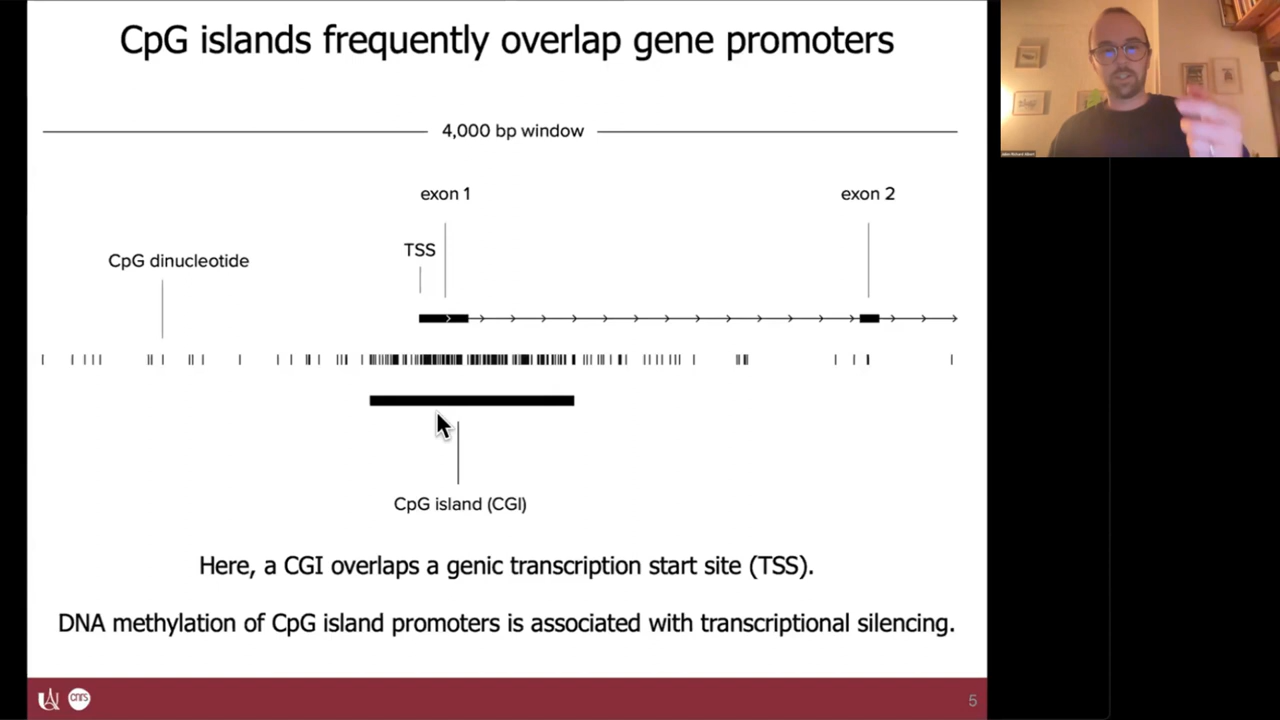 CpG islands frequently overlap gene promoters
4,000 bp window
exon 1
exon 2
TSS
CpG dinucleotide
CpG island (CGI)
Here, a CGI overlaps a genic transcription start site (TSS).
DNA methylation of CpG island promoters is associated with transcriptional silencing.
cnrs
5